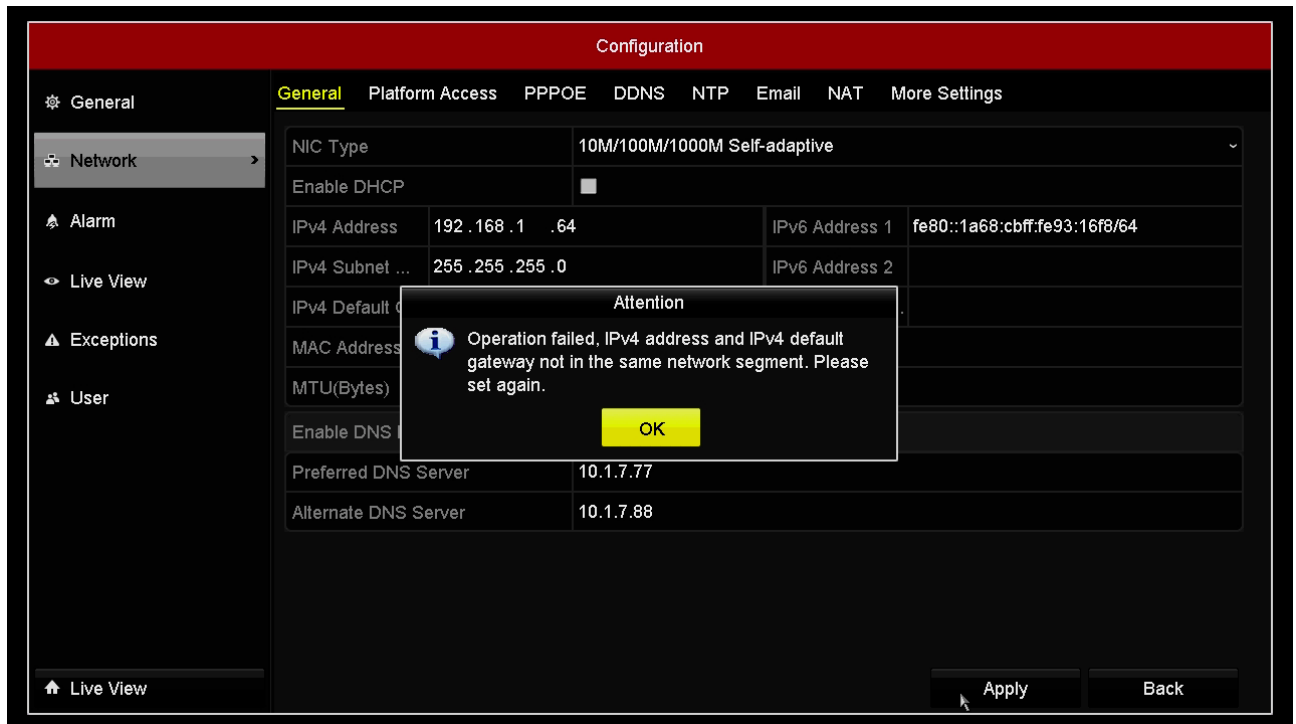 Configuration
General
Network
Alarm
Live View
Exceptions
User
Live View
General Platform Access PPPOE DDNS NTP Email NAT More Settings
NIC Type 10M/100M/1000M Self-adaptive
Enable DHCP
IPv4 Address 192.168.1 .64 IPv6 Address 1 fe80::1a68:cbff:fe93:16f8/64
IPv4 Subnet ... 255.255.255.0 IPv6 Address 2
IPv4 Default
MAC Address
MTU(Bytes)
Enable DNS
Preferred DNS Server 10.1.7.77
Alternate DNS Server 10.1.7.88
Attention
Operation failed, IPv4 address and IPv4 default
gateway not in the same network segment. Please
set again.
OK
Apply Back